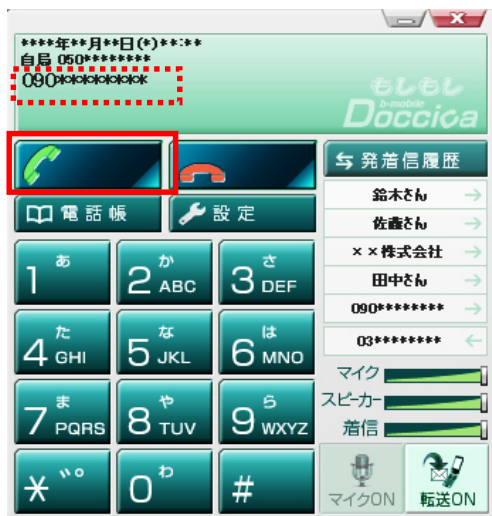 ****年**月**日(*)**:**
自局 050********
090********
もしもし
b-mobile
Doccica
発着信履歴
電話帳
設定
鈴木さん
佐藤さん
××株式会社
田中さん
090********
03********
あ
1
か
2 ABC
さ
3 DEF
た
4 GHI
な
5 JKL
は
6 MNO
ま
7 PQRS
や
8 TUV
ら
9 WXYZ
* ゛゜
わ
0
#
マイク
スピーカー
着信
マイクON
転送ON